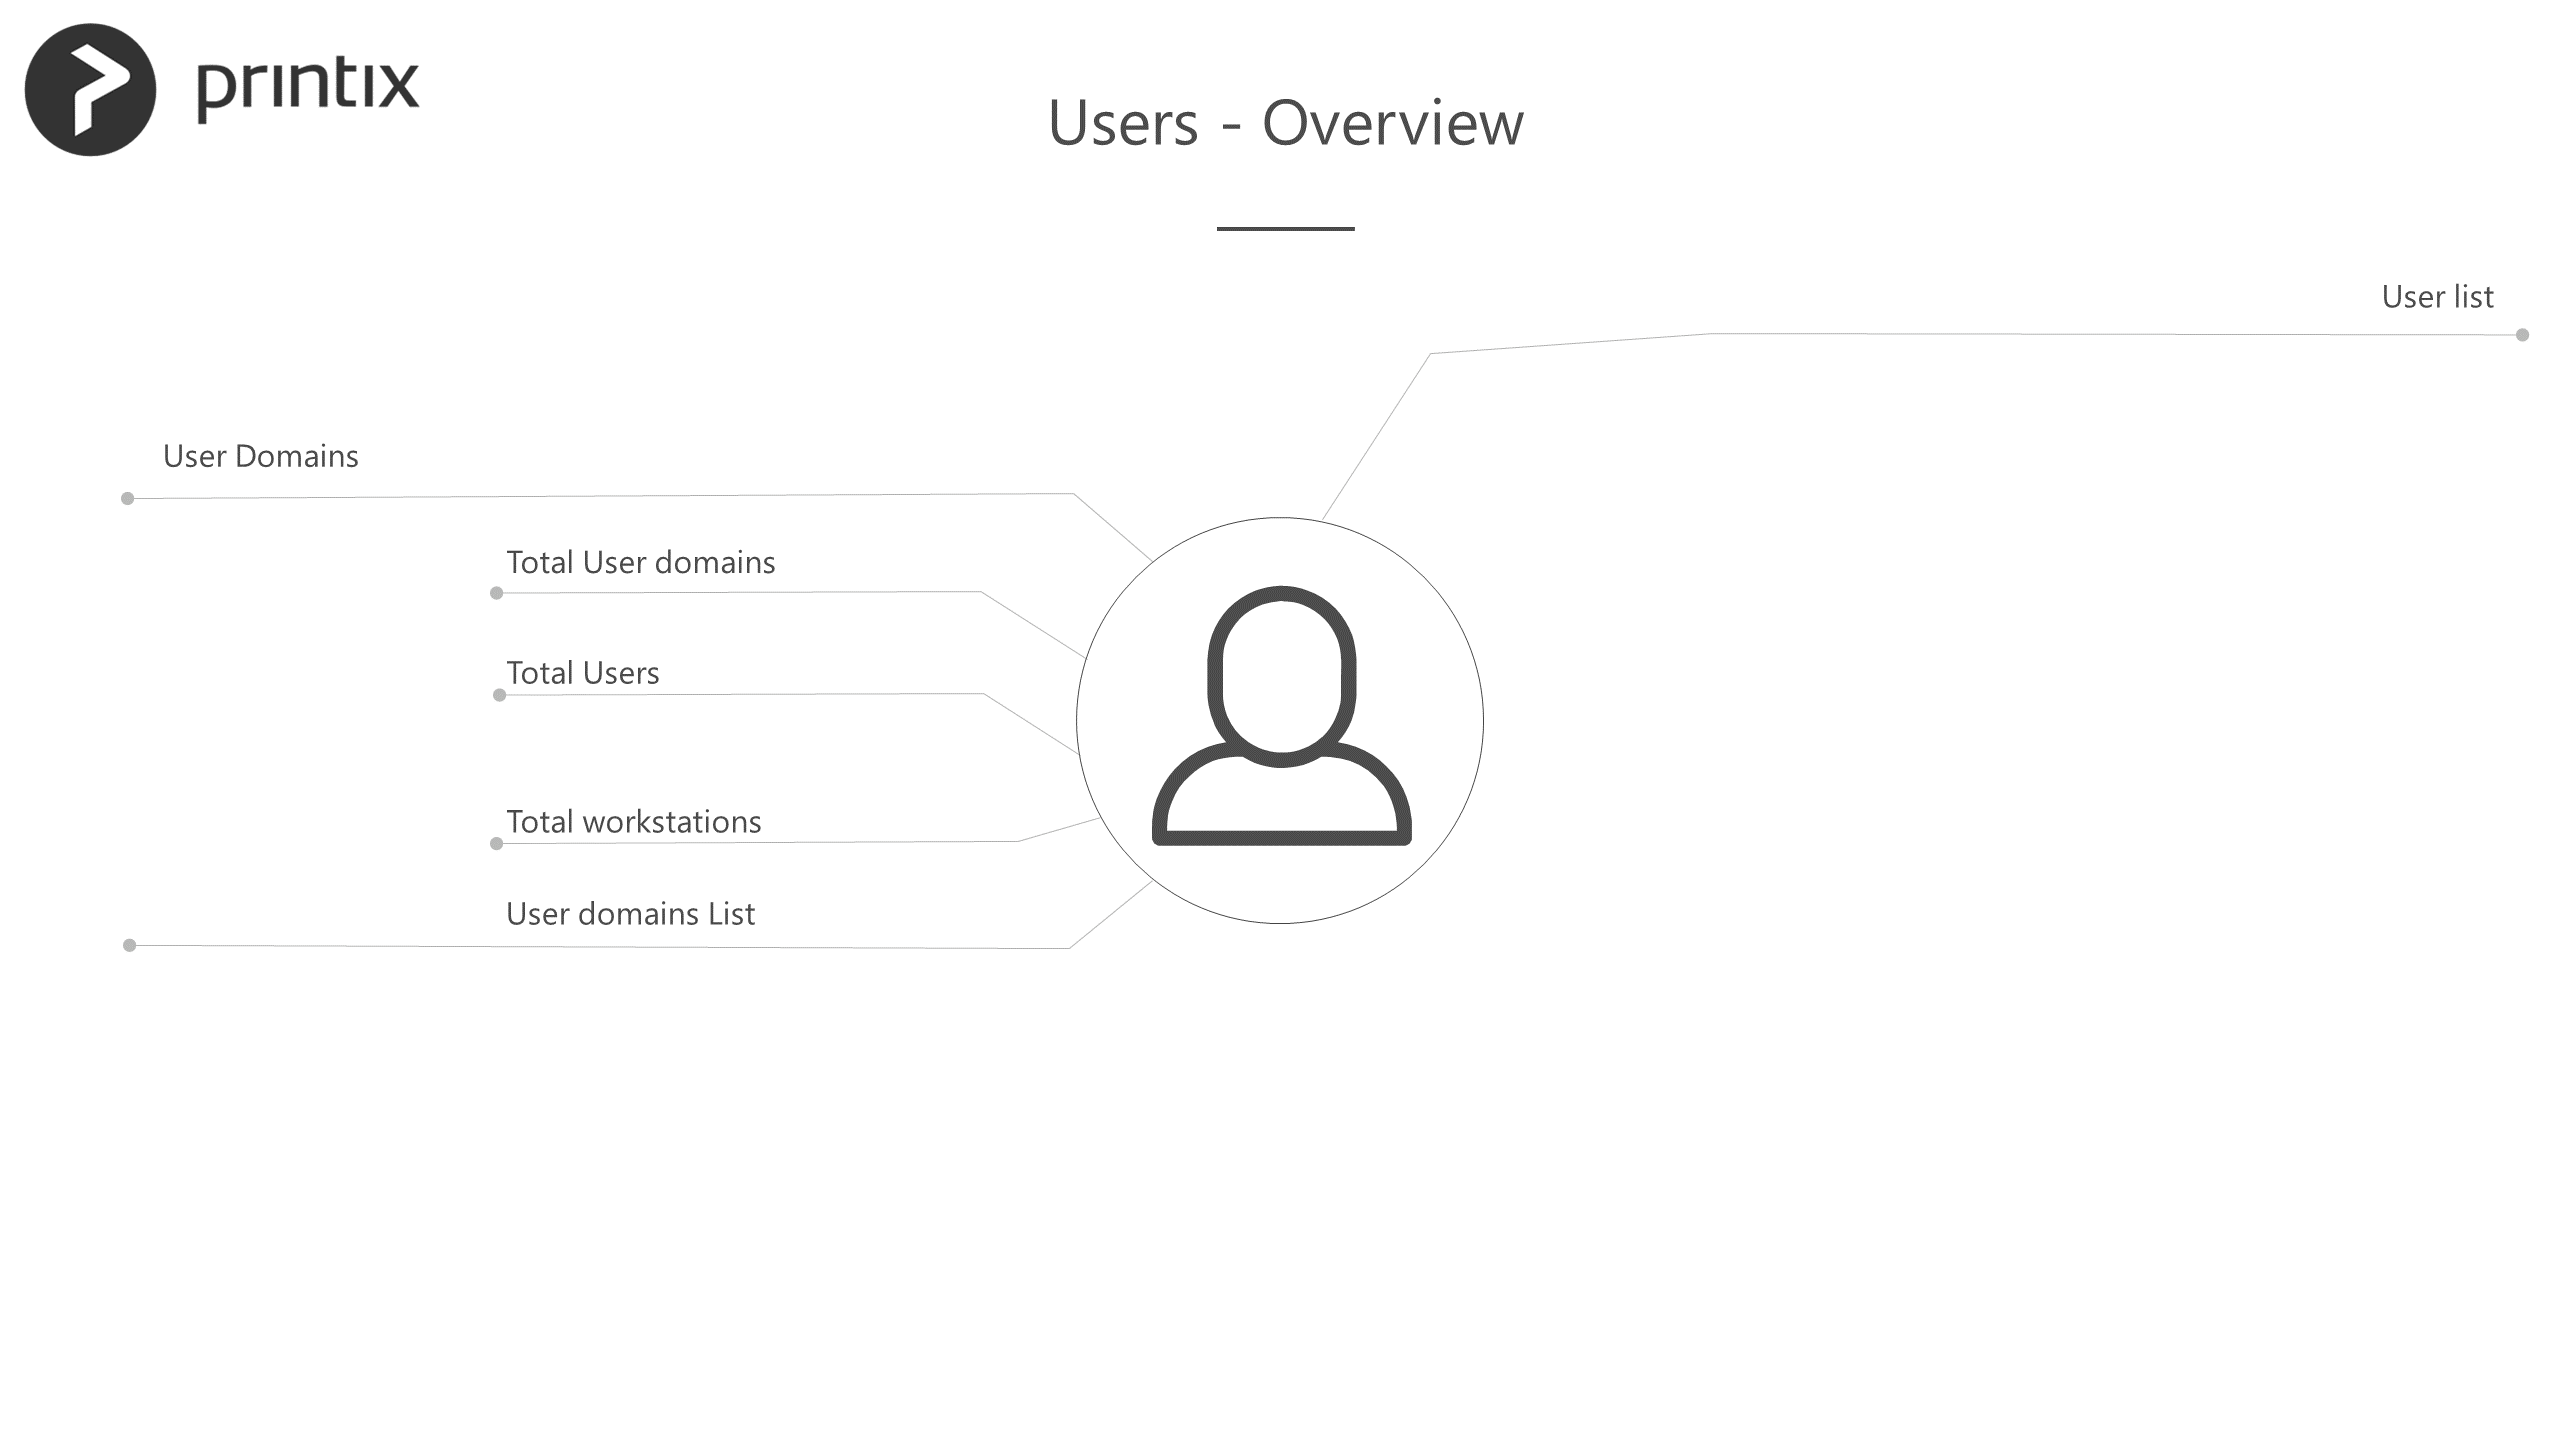 printix
Users - Overview
User list
User Domains
Total User domains
Total Users
Total workstations
User domains List